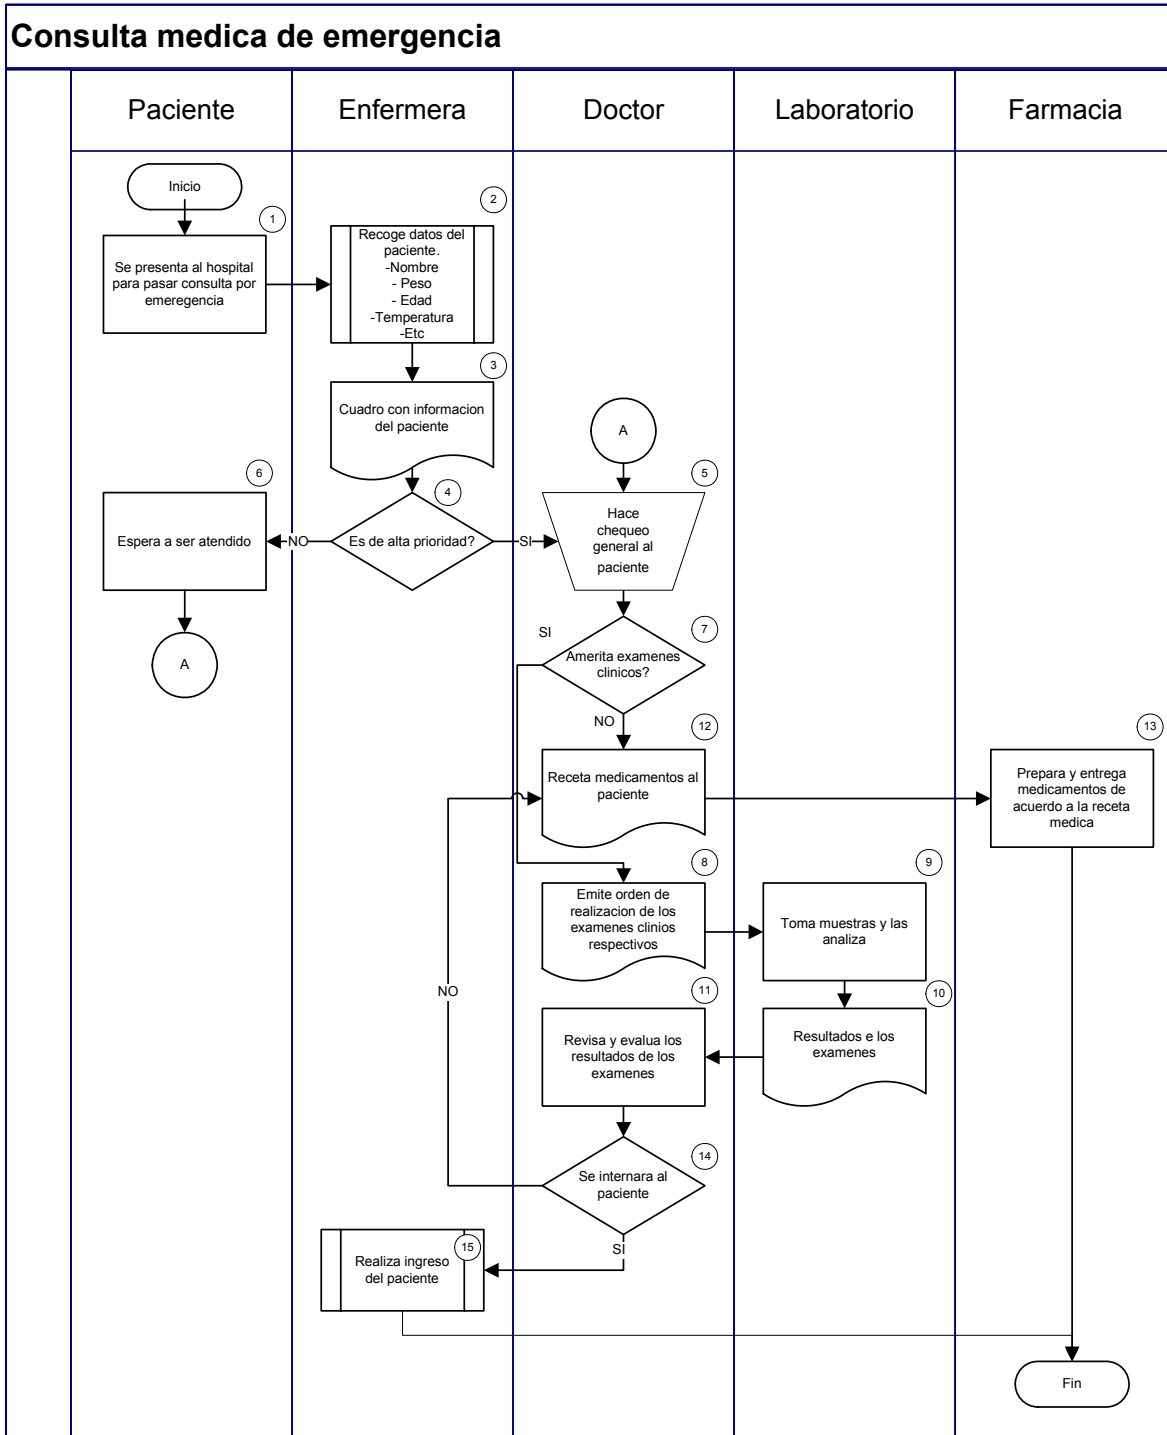 Consulta medica de emergencia
Paciente
Enfermera
Doctor
Laboratorio
Farmacia
Inicio
1
Se presenta al hospital
para pasar consulta por
emeregencia
2
Recoge datos del
paciente.
-Nombre
- Peso
- Edad
-Temperatura
-Etc
3
Cuadro con informacion
del paciente
A
6
Espera a ser atendido
NO
4
Es de alta prioridad?
SI
5
Hace
chequeo
general al
paciente
A
SI
7
Amerita examenes
clinicos?
NO
12
Receta medicamentos al
paciente
13
Prepara y entrega
medicamentos de
acuerdo a la receta
medica
8
Emite orden de
realizacion de los
examenes clinios
respectivos
9
Toma muestras y las
analiza
NO
11
Revisa y evalua los
resultados de los
examenes
10
Resultados e los
examenes
14
Se internara al
paciente
SI
15
Realiza ingreso
del paciente
Fin